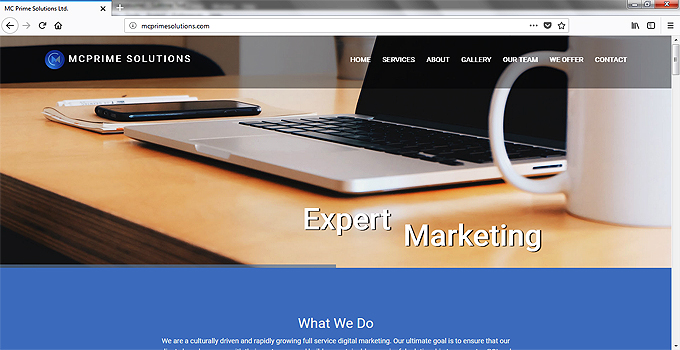 MC Prime Solutions Ltd.
mcprimesolutions.com
MCPRIME SOLUTIONS
HOME SERVICES ABOUT GALLERY OUR TEAM WE OFFER CONTACT
Expert
Marketing
What We Do
We are a culturally driven and rapidly growing full service digital marketing. Our ultimate goal is to ensure that our